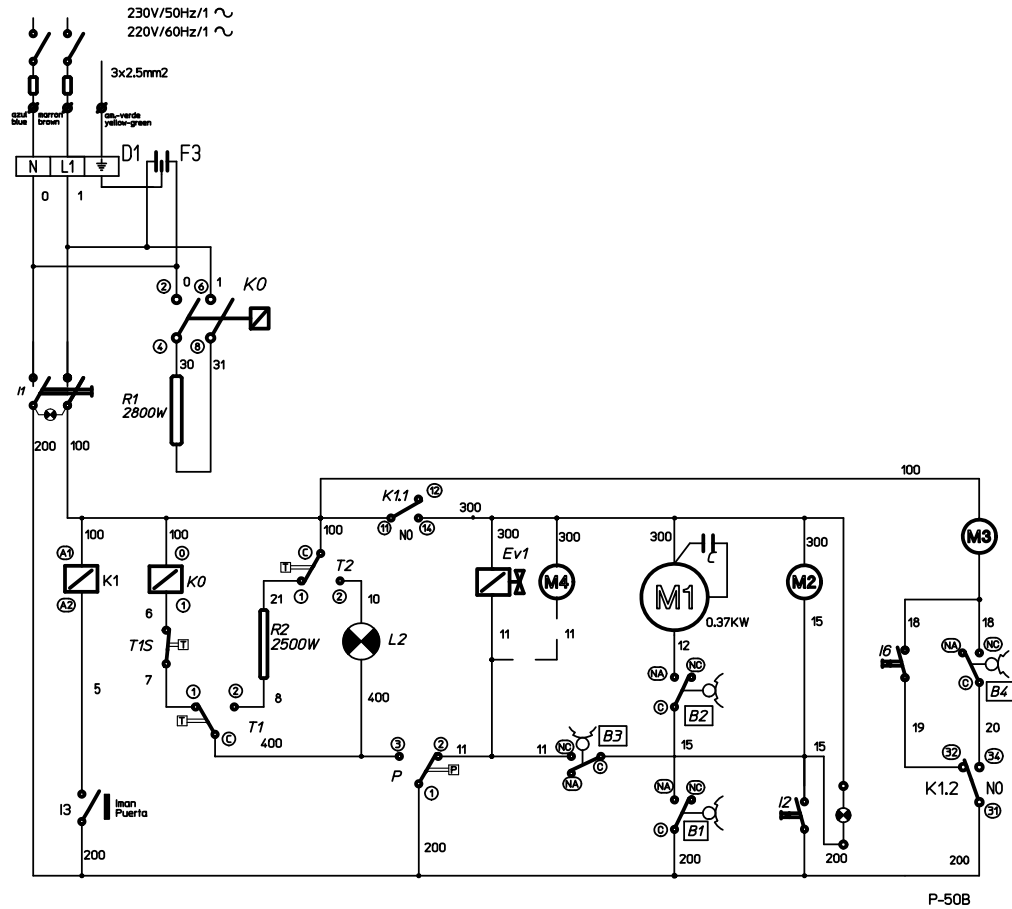 230V/50Hz/1
220V/60Hz/1
3x2.5mm2
azul
blue
marron
brown
am.-verde
yellow-green
N
L1
D1
F3
0
1
2
0
6
1
K0
4
8
30
31
I1
R1
2800W
200
100
100
K1.1
12
300
11
NO
14
100
100
100
300
300
300
300
M3
A1
0
C
T2
Ev1
C
K1
K0
M4
M1
M2
A2
1
1
2
0.37KW
6
21
10
18
18
T1S
R2
2500W
L2
11
11
12
15
I6
NA
NC
7
8
400
NA
NC
C
B4
5
1
2
C
B2
T1
C
400
3
2
11
11
NC
B3
15
15
19
20
P
C
NA
32
34
1
K1.2
NO
31
I3
Iman
Puerta
NA
NC
I2
C
B1
200
200
200
200
200
P-50B